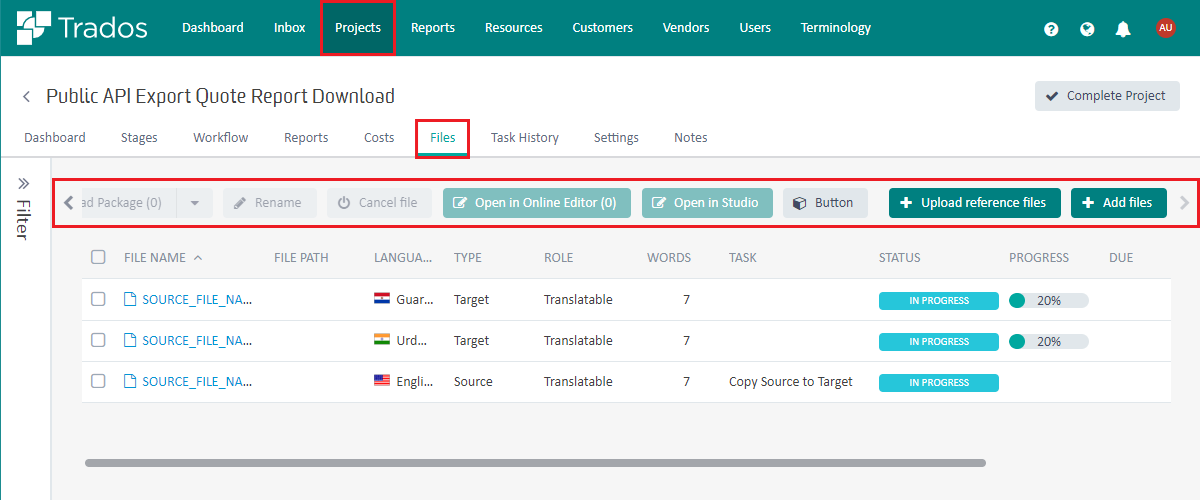 Trados Dashboard Inbox Projects Reports Resources Customers Vendors Users Terminology ? AU
Public API Export Quote Report Download Complete Project
Dashboard Stages Workflow Reports Costs Files Task History Settings Notes
Filter
ad Package (0) Rename Cancel file Open in Online Editor (0) Open in Studio Button Upload reference files Add files
FILE NAME FILE PATH LANGUA... TYPE ROLE WORDS TASK STATUS PROGRESS DUE
SOURCE_FILE_NA... Guar... Target Translatable 7 IN PROGRESS 20%
SOURCE_FILE_NA... Urd... Target Translatable 7 IN PROGRESS 20%
SOURCE_FILE_NA... Engli... Source Translatable 7 Copy Source to Target IN PROGRESS